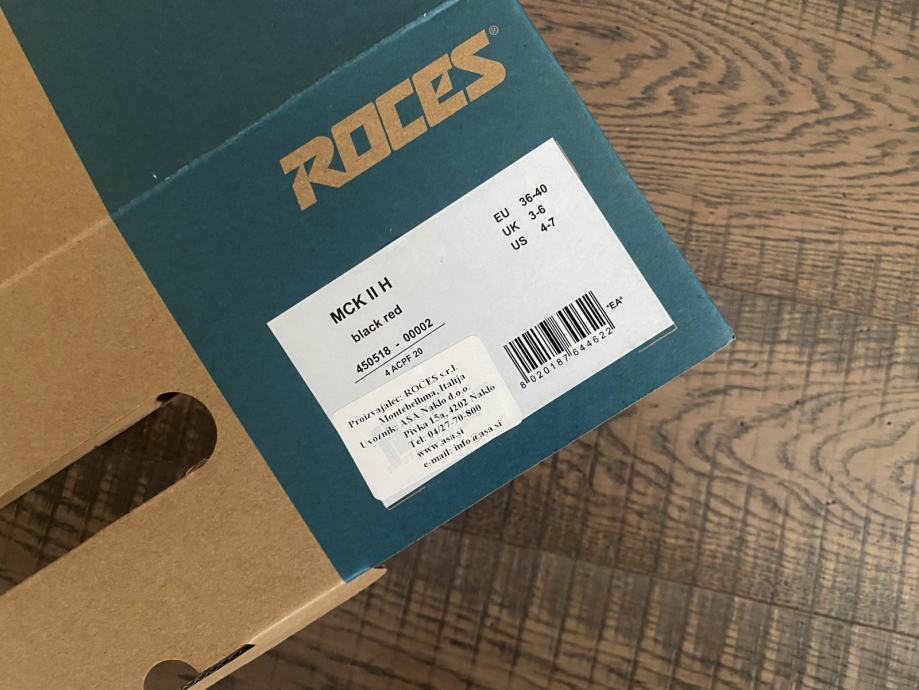 ROCES®
EU 36-40
UK 3-6
US 4-7
MCK II H
black red
450518 - 00002
4 ACPF 20
8 020187 644622
"EA"
Proizvajalec: ROCES s.r.l.
Montebelluna, Italija
Uvoznik: ASA Naklo d.o.o.
Pivka 15a, 4202 Naklo
Tel: 04/27-70-800
www.asa.si
e-mail: info@asa.si